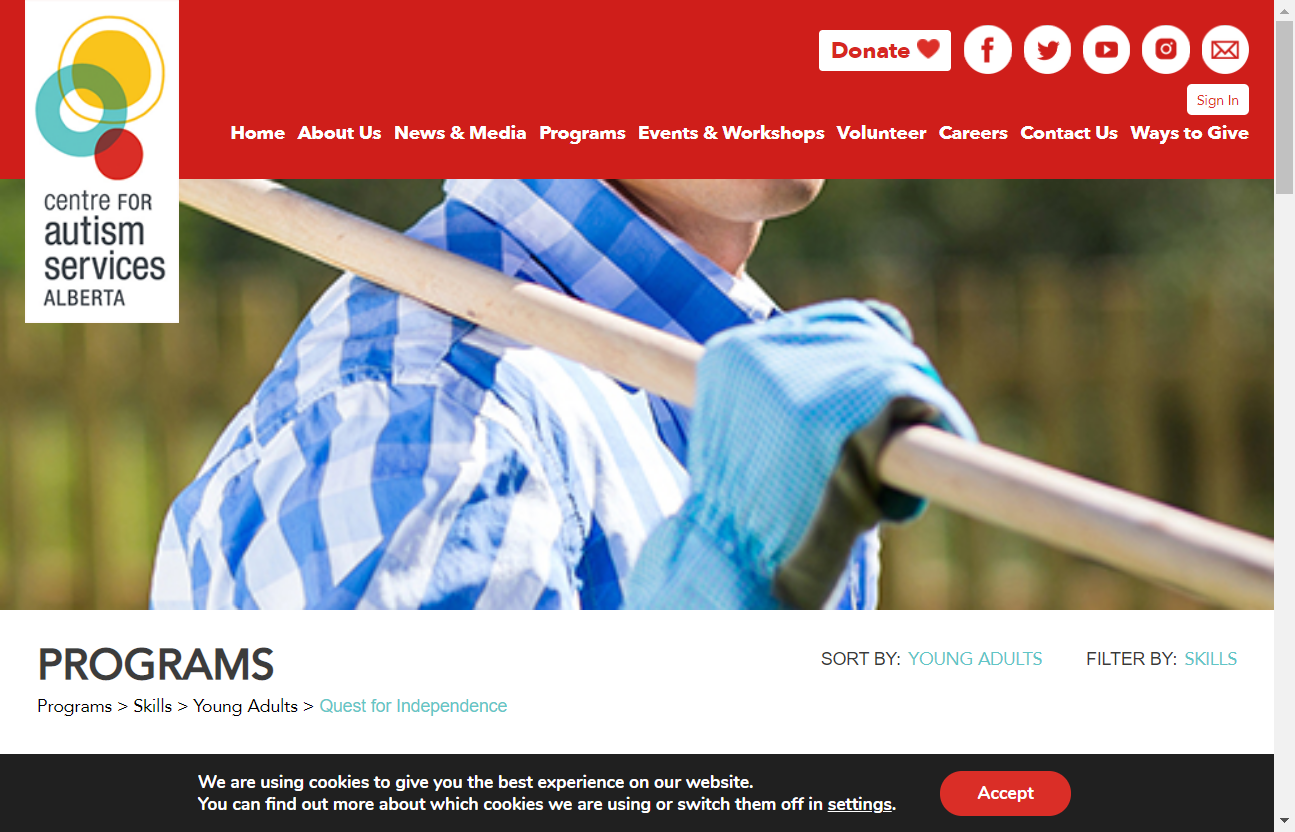 centre FOR
autism
services
ALBERTA
Donate
Sign In
Home About Us News & Media Programs Events & Workshops Volunteer Careers Contact Us Ways to Give
PROGRAMS
SORT BY: YOUNG ADULTS FILTER BY: SKILLS
Programs > Skills > Young Adults > Quest for Independence
We are using cookies to give you the best experience on our website.
You can find out more about which cookies we are using or switch them off in settings.
Accept